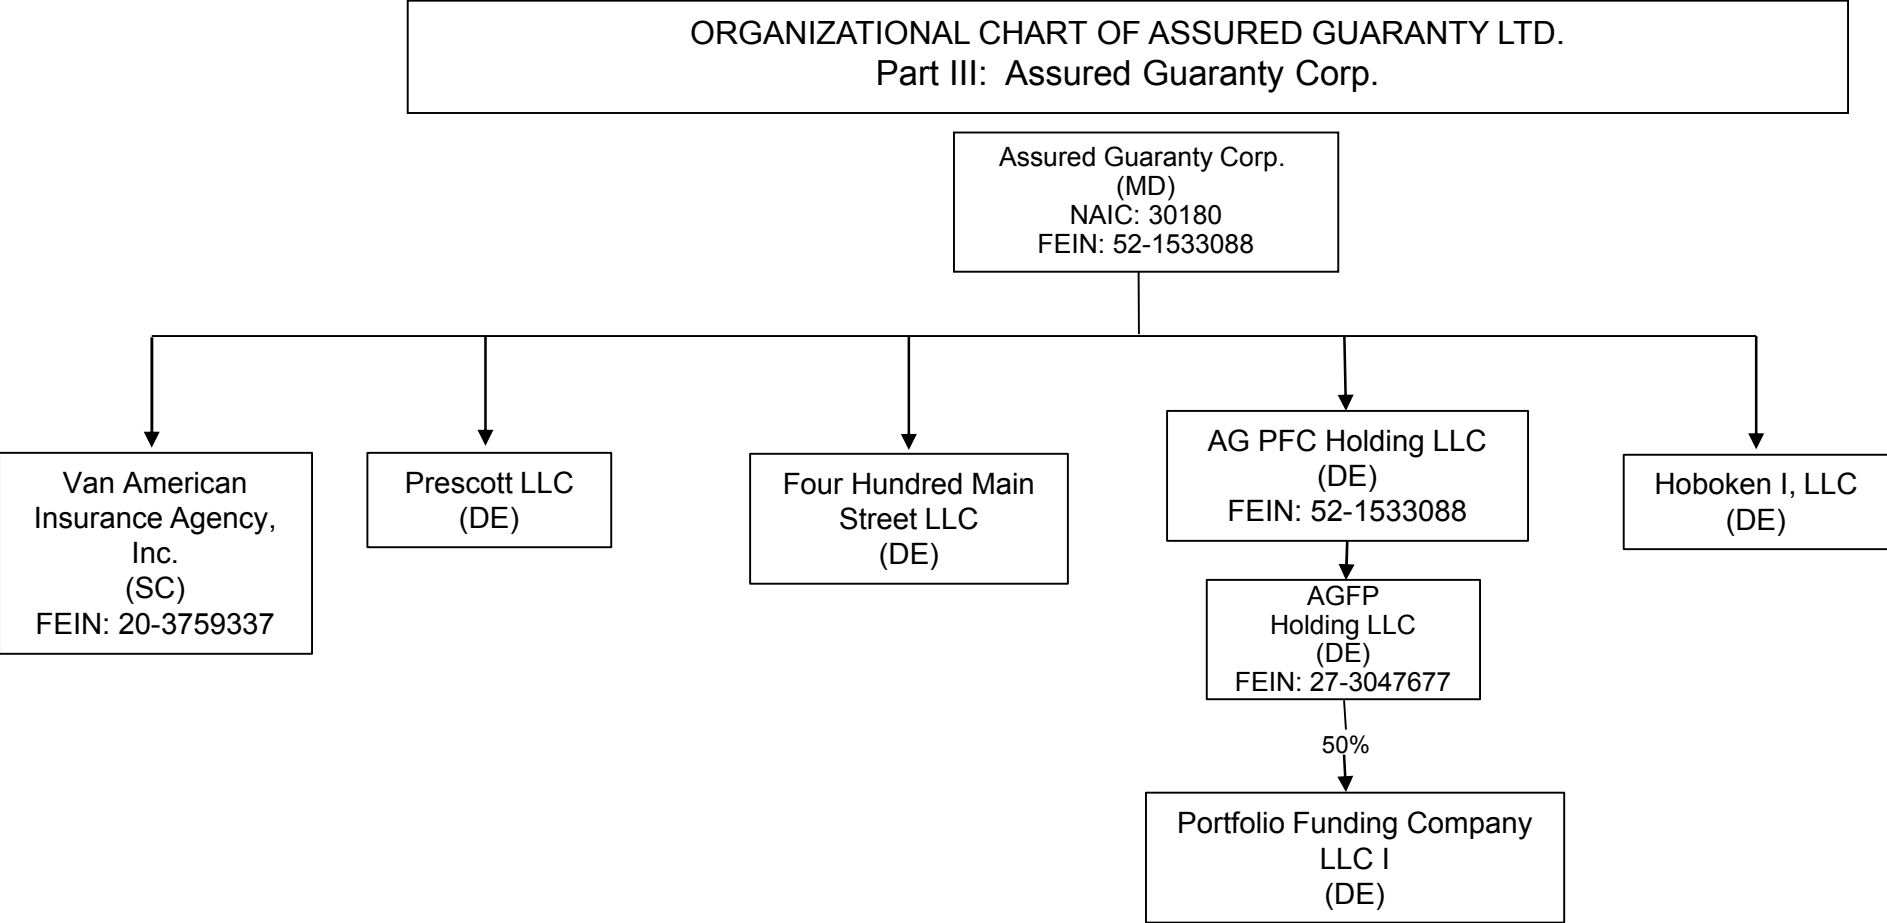 ORGANIZATIONAL CHART OF ASSURED GUARANTY LTD.
Part III: Assured Guaranty Corp.
Assured Guaranty Corp.
(MD)
NAIC: 30180
FEIN: 52-1533088
Van American
Insurance Agency,
Inc.
(SC)
FEIN: 20-3759337
Prescott LLC
(DE)
Four Hundred Main
Street LLC
(DE)
AG PFC Holding LLC
(DE)
FEIN: 52-1533088
Hoboken I, LLC
(DE)
AGFP
Holding LLC
(DE)
FEIN: 27-3047677
50%
Portfolio Funding Company
LLC I
(DE)